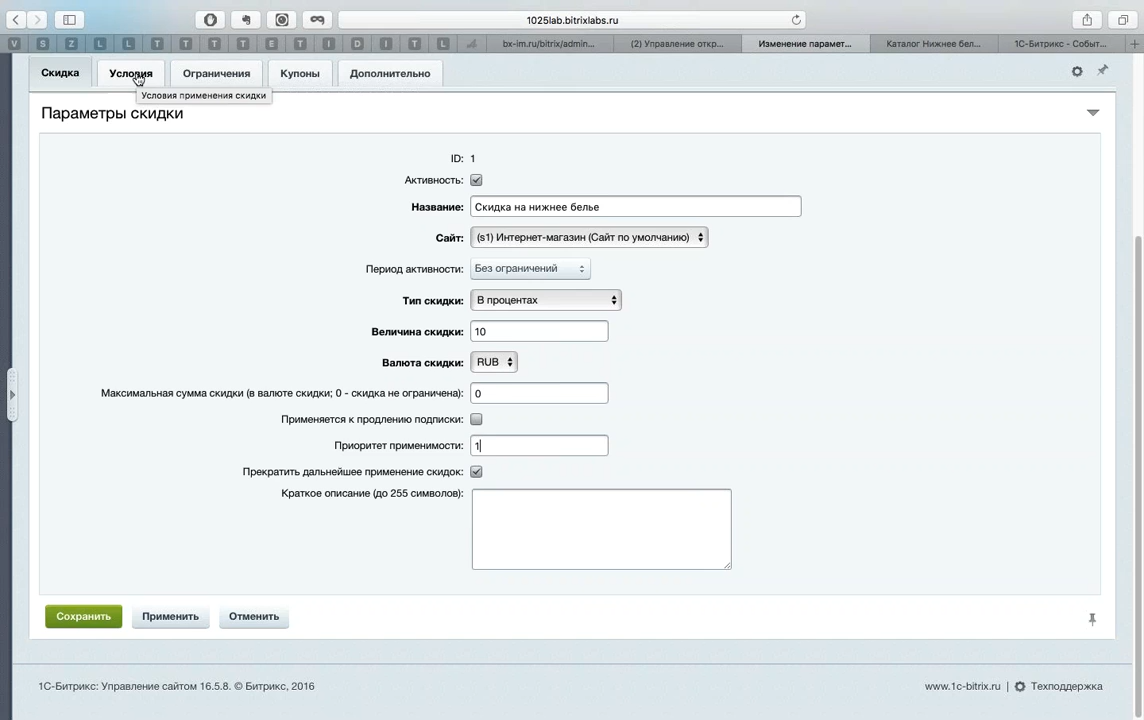 1025lab.bitrixlabs.ru
V S Z L L T T T T E T I D I T L bx-im.ru/bitrix/admin... (2) Управление откр... Изменение парамет... Каталог Нижнее бел... 1С-Битрикс - Событ... +
Скидка Условия Ограничения Купоны Дополнительно
Условия применения скидки
Параметры скидки
ID: 1
Активность:
Название: Скидка на нижнее белье
Сайт: (s1) Интернет-магазин (Сайт по умолчанию)
Период активности: Без ограничений
Тип скидки: В процентах
Величина скидки: 10
Валюта скидки: RUB
Максимальная сумма скидки (в валюте скидки; 0 - скидка не ограничена): 0
Применяется к продлению подписки:
Приоритет применимости: 1
Прекратить дальнейшее применение скидок:
Краткое описание (до 255 символов):
Сохранить Применить Отменить
1С-Битрикс: Управление сайтом 16.5.8. © Битрикс, 2016 www.1c-bitrix.ru | Техподдержка